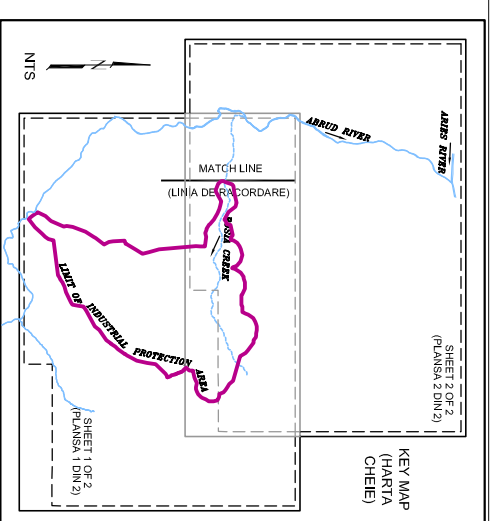 NTS
N
ARIES RIVER
ABRUD RIVER
MATCH LINE
(LINIA DE RACORDARE)
ROSIA CREEK
LIMIT OF INDUSTRIAL PROTECTION AREA
SHEET 2 OF 2
(PLANSA 2 DIN 2)
SHEET 1 OF 2
(PLANSA 1 DIN 2)
KEY MAP
(HARTA
CHEIE)